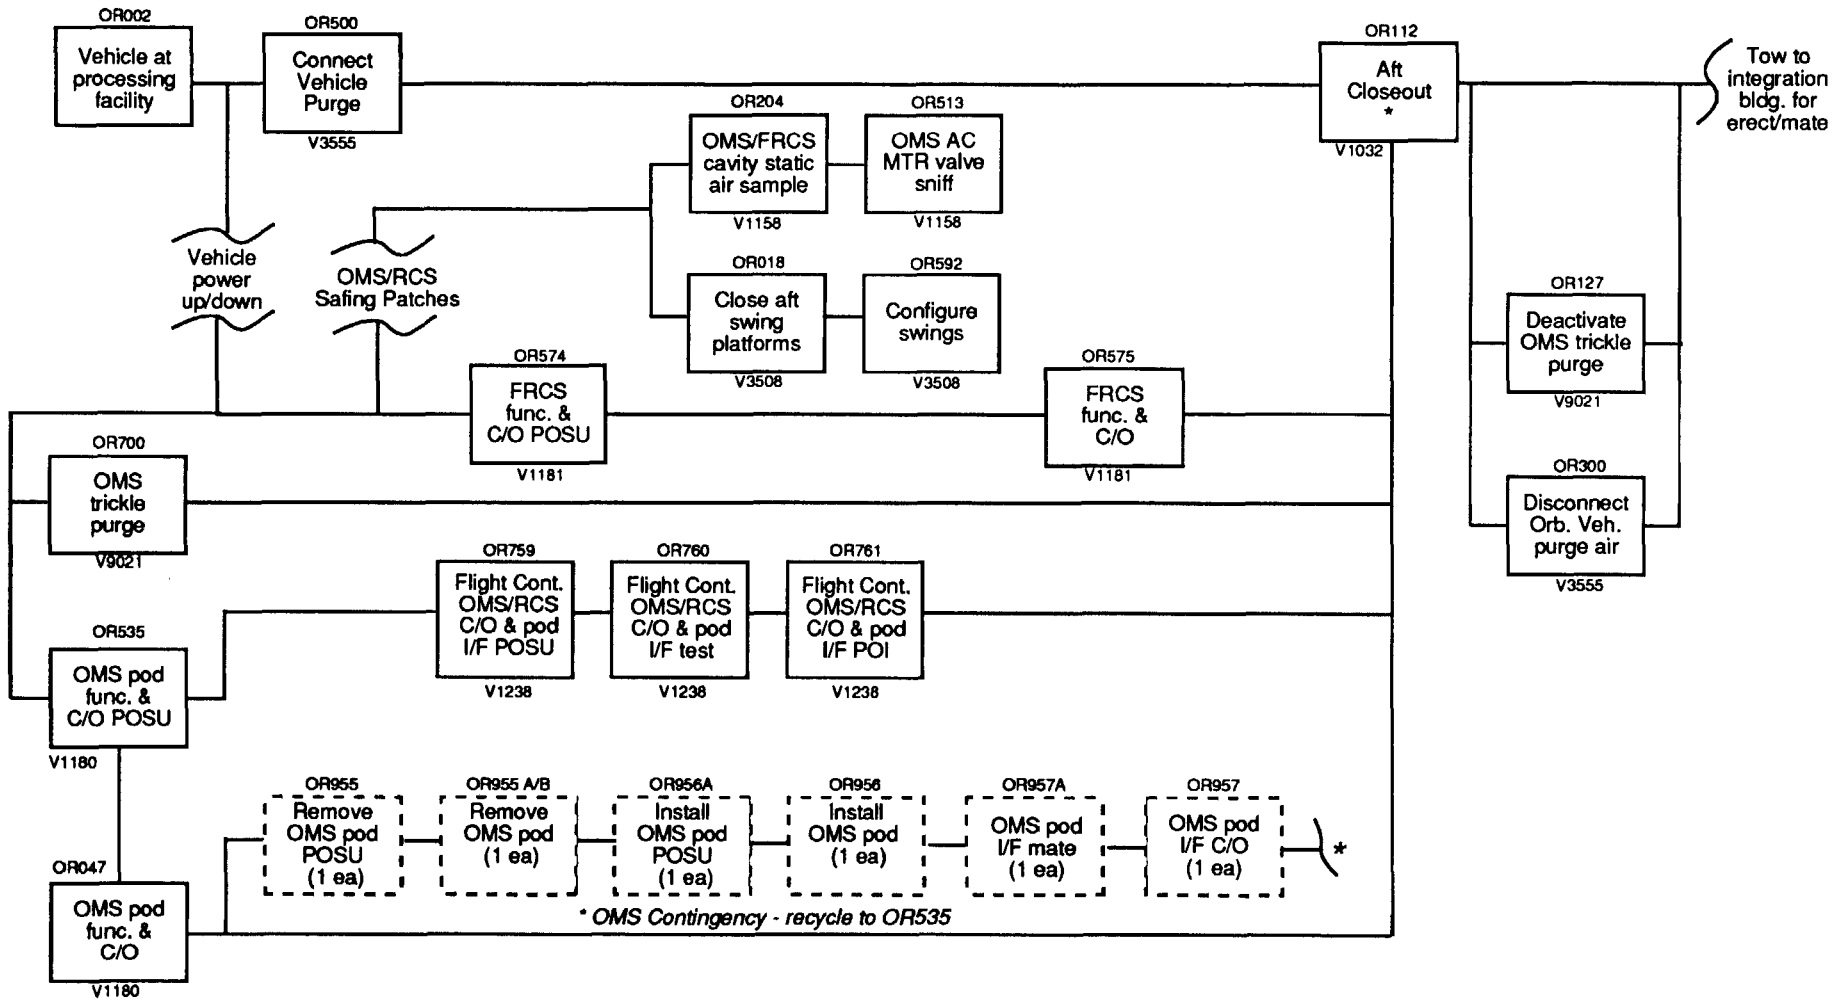 OR002
Vehicle at
processing
facility
OR500
Connect
Vehicle
Purge
V3555
OR112
Aft
Closeout
*
V1032
Tow to
integration
bldg. for
erect/mate
OR204
OMS/FRCS
cavity static
air sample
V1158
OR513
OMS AC
MTR valve
sniff
V1158
Vehicle
power
up/down
OMS/RCS
Safing Patches
OR018
Close aft
swing
platforms
V3508
OR592
Configure
swings
V3508
OR127
Deactivate
OMS trickle
purge
V9021
OR574
FRCS
func. &
C/O POSU
V1181
OR575
FRCS
func. &
C/O
V1181
OR700
OMS
trickle
purge
V9021
OR300
Disconnect
Orb. Veh.
purge air
V3555
OR759
Flight Cont.
OMS/RCS
C/O & pod
I/F POSU
V1238
OR760
Flight Cont.
OMS/RCS
C/O & pod
I/F test
V1238
OR761
Flight Cont.
OMS/RCS
C/O & pod
I/F POI
V1238
OR535
OMS pod
func. &
C/O POSU
V1180
OR955
Remove
OMS pod
POSU
(1 ea)
OR955 A/B
Remove
OMS pod
(1 ea)
OR956A
Install
OMS pod
POSU
(1 ea)
OR956
Install
OMS pod
(1 ea)
OR957A
OMS pod
I/F mate
(1 ea)
OR957
OMS pod
I/F C/O
(1 ea)
*
OR047
OMS pod
func. &
C/O
V1180
* OMS Contingency - recycle to OR535